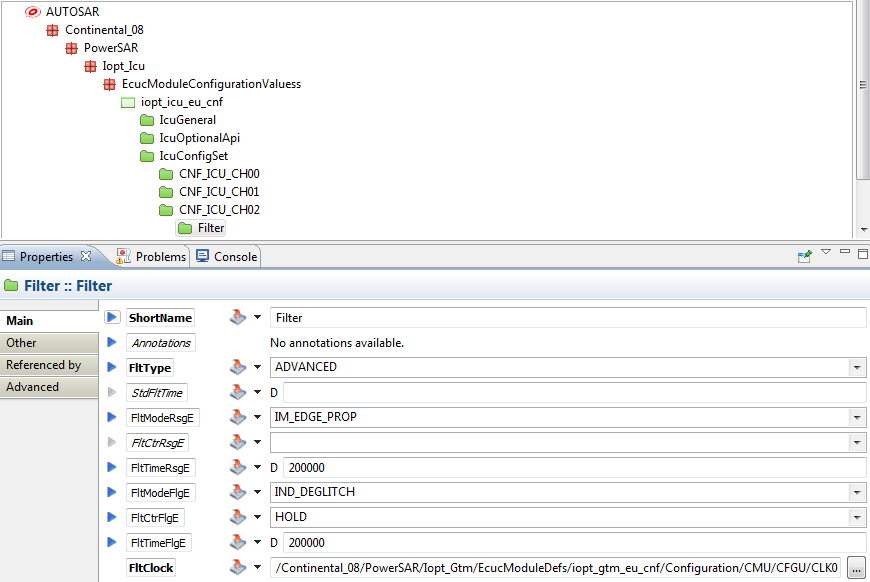 AUTOSAR
Continental_08
PowerSAR
Iopt_Icu
EcucModuleConfigurationValuess
iopt_icu_eu_cnf
IcuGeneral
IcuOptionalApi
IcuConfigSet
CNF_ICU_CH00
CNF_ICU_CH01
CNF_ICU_CH02
Filter
Properties Problems Console
Filter :: Filter
Main
Other
Referenced by
Advanced
ShortName Filter
Annotations No annotations available.
FltType ADVANCED
StdFltTime D
FltModeRsgE IM_EDGE_PROP
FltCtrRsgE
FltTimeRsgE D 200000
FltModeFlgE IND_DEGLITCH
FltCtrFlgE HOLD
FltTimeFlgE D 200000
FltClock /Continental_08/PowerSAR/Iopt_Gtm/EcucModuleDefs/iopt_gtm_eu_cnf/Configuration/CMU/CFGU/CLK0 ...